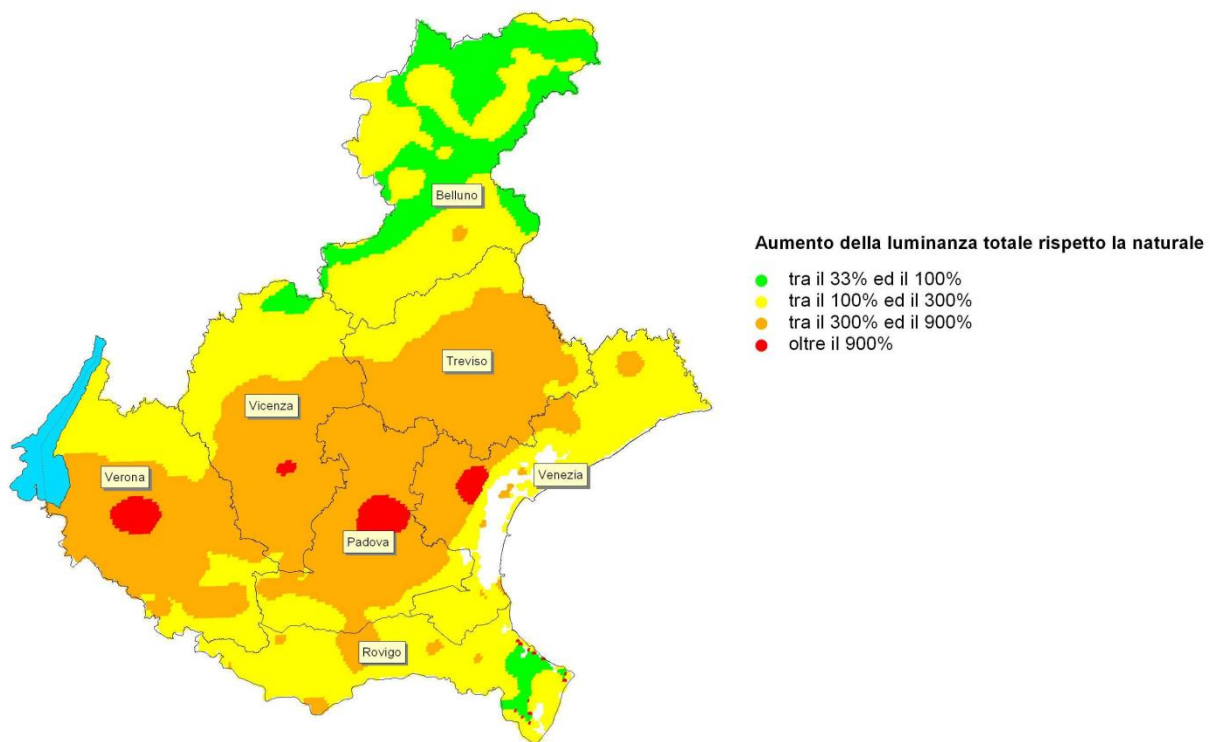 Belluno
Aumento della luminanza totale rispetto la naturale
tra il 33% ed il 100%
tra il 100% ed il 300%
tra il 300% ed il 900%
oltre il 900%
Treviso
Vicenza
Verona
Venezia
Padova
Rovigo